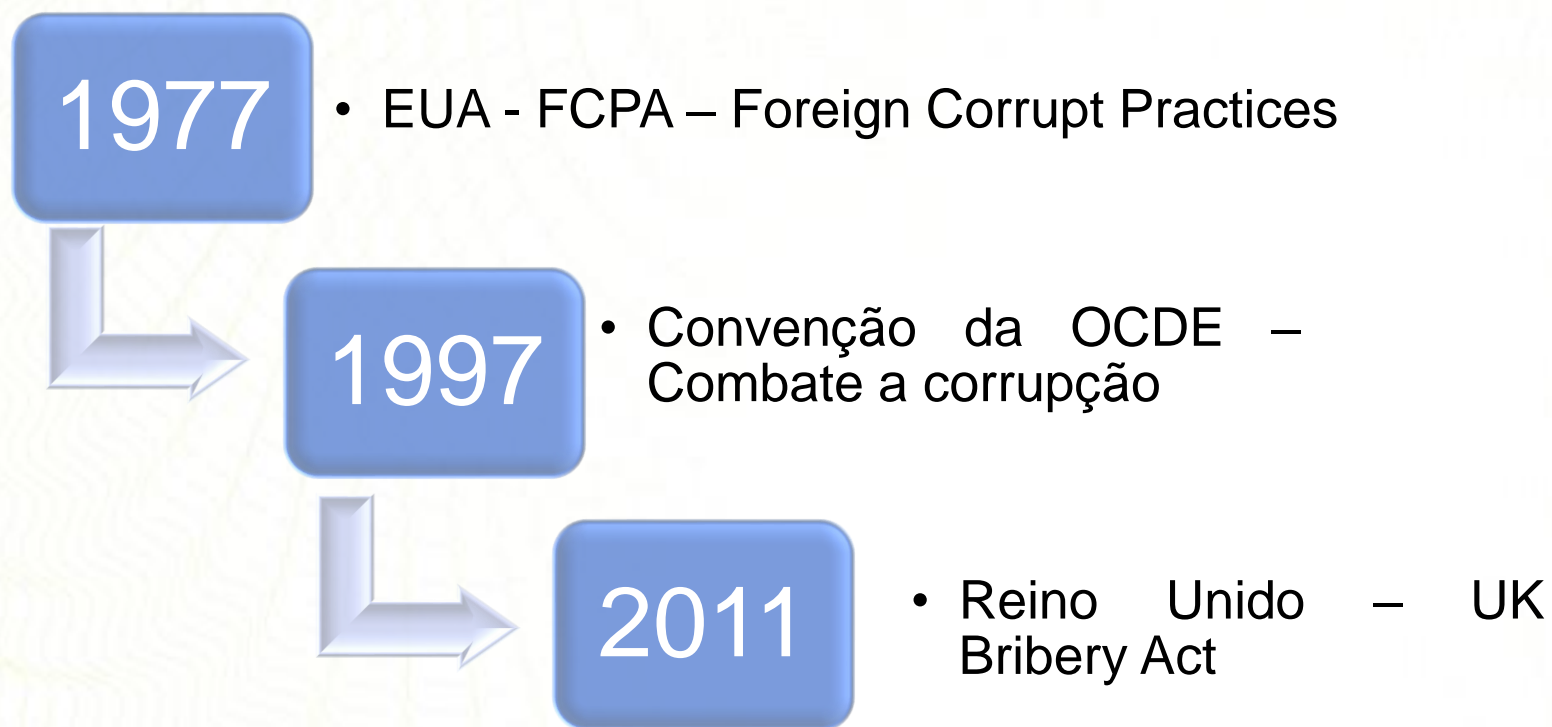 1977
• EUA - FCPA – Foreign Corrupt Practices
1997
• Convenção da OCDE –
Combate a corrupção
2011
• Reino Unido – UK
Bribery Act